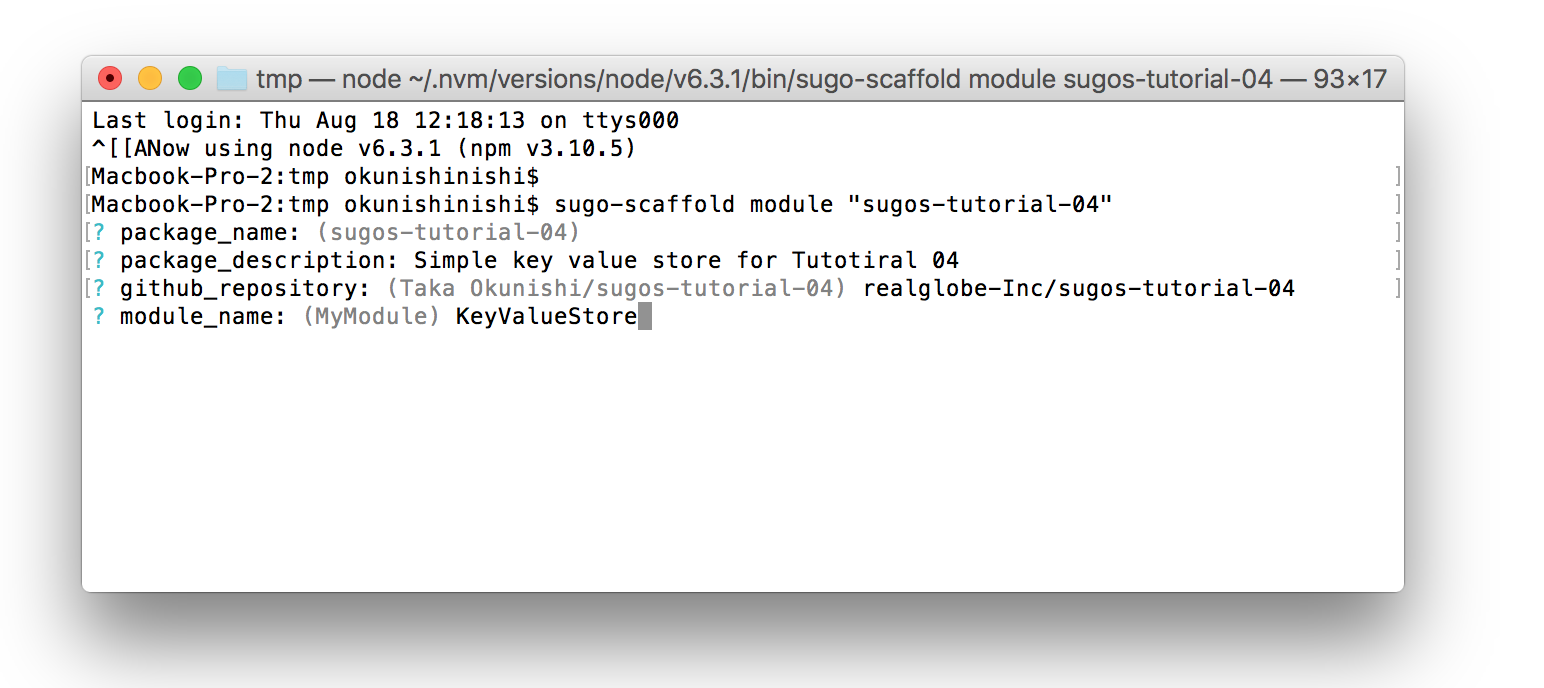 tmp — node ~/.nvm/versions/node/v6.3.1/bin/sugo-scaffold module sugos-tutorial-04 — 93×17
Last login: Thu Aug 18 12:18:13 on ttys000
^[[ANow using node v6.3.1 (npm v3.10.5)
[Macbook-Pro-2:tmp okunishinishi$ ]
[Macbook-Pro-2:tmp okunishinishi$ sugo-scaffold module "sugos-tutorial-04" ]
[? package_name: (sugos-tutorial-04) ]
[? package_description: Simple key value store for Tutotiral 04 ]
[? github_repository: (Taka Okunishi/sugos-tutorial-04) realglobe-Inc/sugos-tutorial-04 ]
? module_name: (MyModule) KeyValueStore